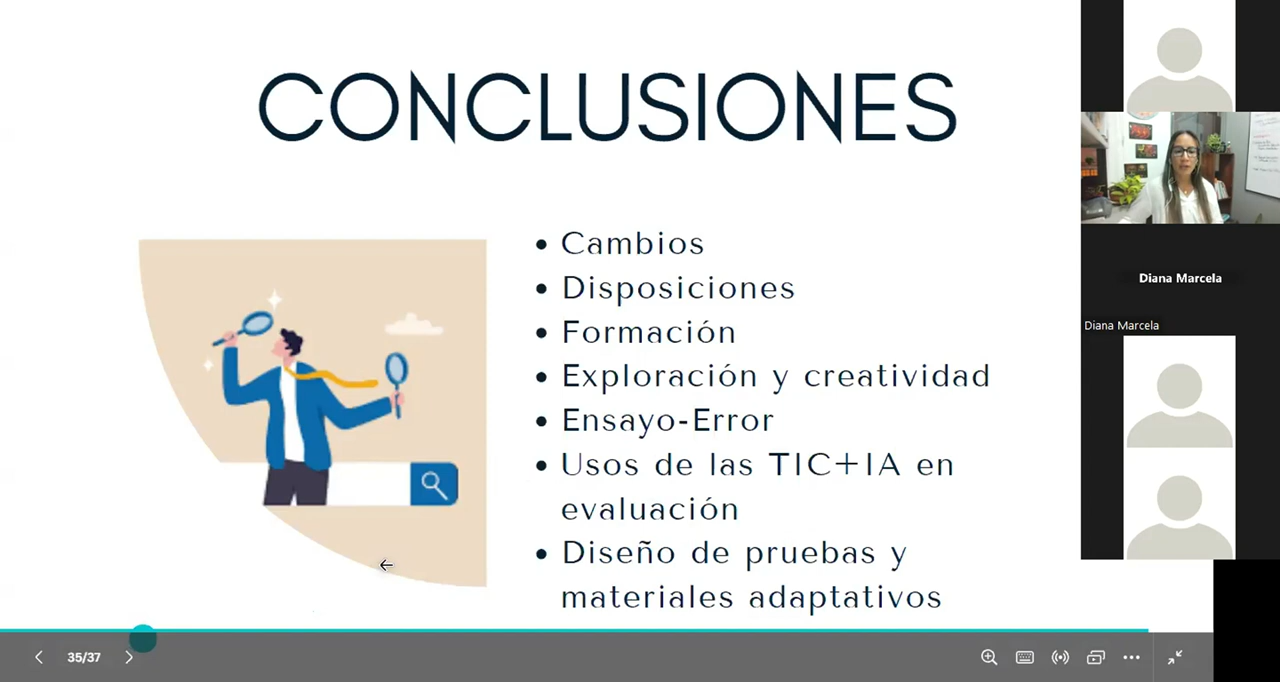 CONCLUSIONES
• Cambios
• Disposiciones
• Formación
• Exploración y creatividad
• Ensayo-Error
• Usos de las TIC+IA en
evaluación
• Diseño de pruebas y
materiales adaptativos
Diana Marcela
Diana Marcela
35/37